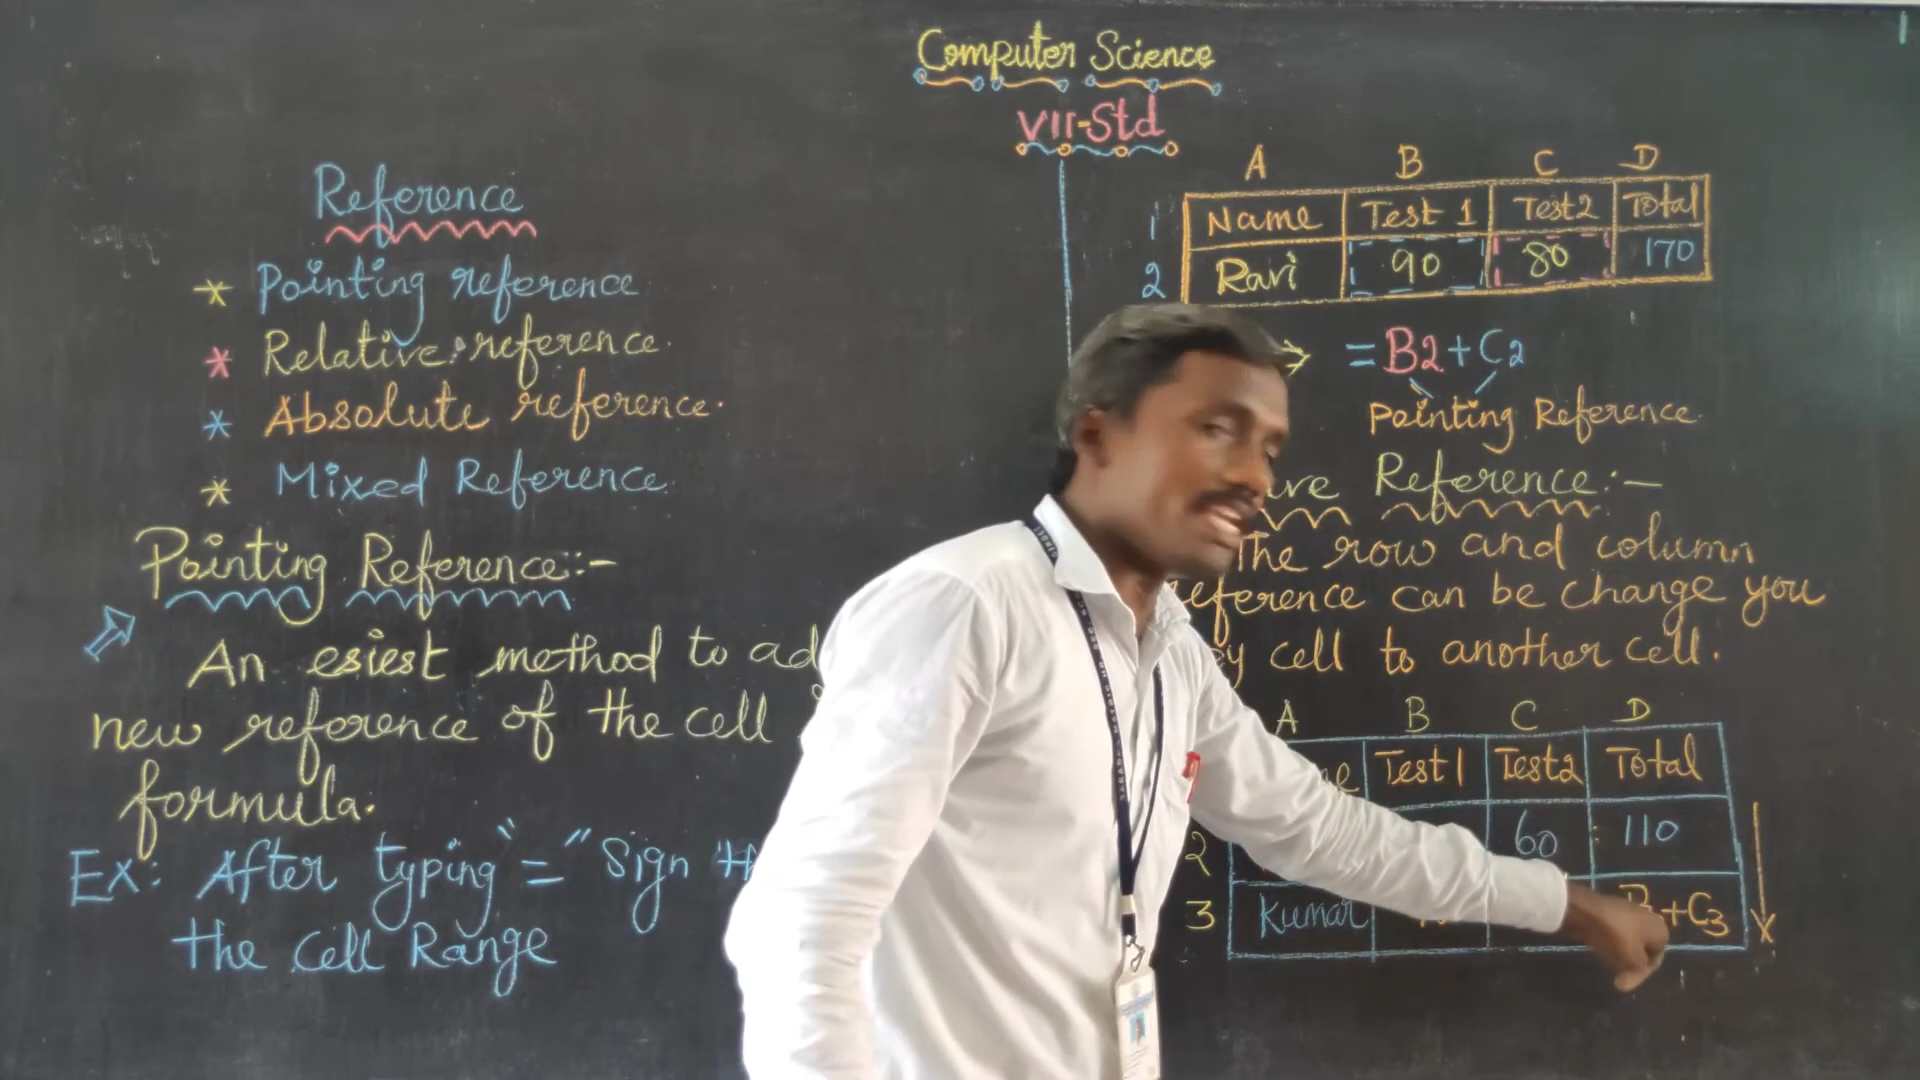 Computer Science
VII-Std
Reference
* Pointing reference
* Relative reference.
* Absolute reference.
* Mixed Reference.
Pointing Reference:-
An esiest method to
new reference of the cell
formula.
Ex: After typing "=" Sign
the cell Range
A B C D
1 Name Test 1 Test2 Total
2 Ravi 90 80 170
=B2+C2
Pointing Reference.
Reference:-
The row and column
can be change you
cell to another cell.
A B C D
Test1 Test2 Total
2 60 110
3 Kumar +C3